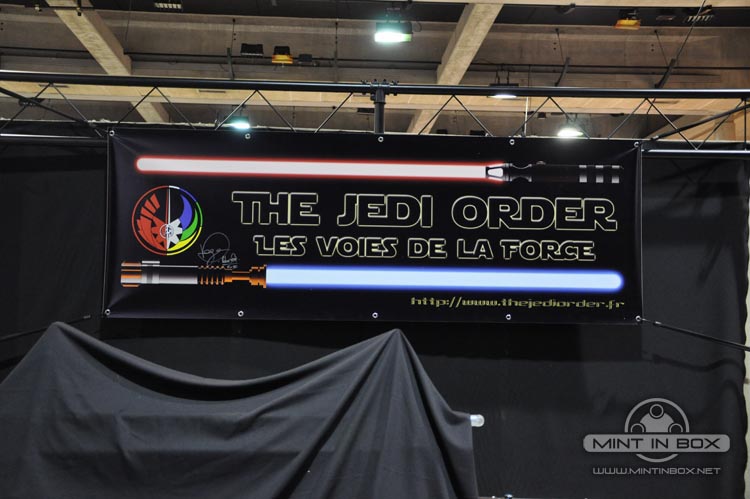 THE JEDI ORDER
LES VOIES DE LA FORCE
http://www.thejediorder.fr
MINT IN BOX
WWW.MINTINBOX.NET